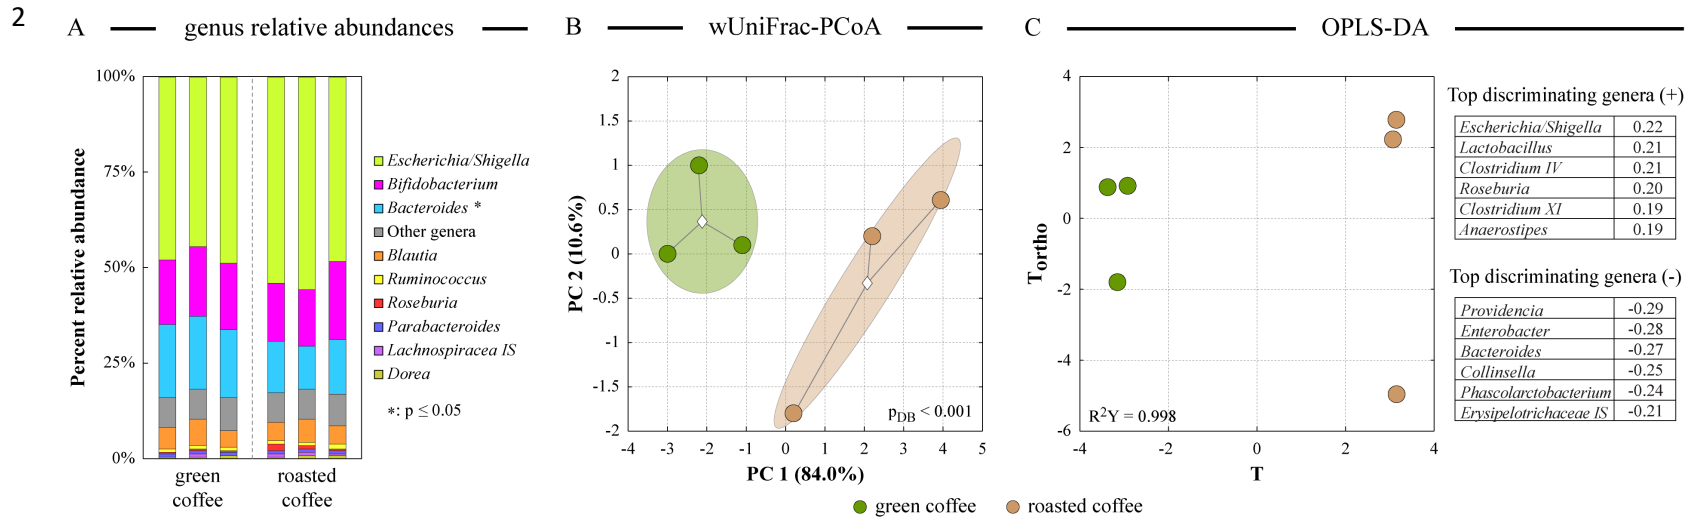 2
A genus relative abundances
Percent relative abundance
100%
75%
50%
25%
0%
green
coffee
roasted
coffee
Escherichia/Shigella
Bifidobacterium
Bacteroides *
Other genera
Blautia
Ruminococcus
Roseburia
Parabacteroides
Lachnospiracea IS
Dorea
*: p ≤ 0.05
B wUniFrac-PCoA
PC 2 (10.6%)
2
1.5
1
0.5
0
-0.5
-1
-1.5
-2
-4 -3 -2 -1 0 1 2 3 4 5
PC 1 (84.0%)
pDB < 0.001
C OPLS-DA
Tortho
4
2
0
-2
-4
-6
-4 -2 0 2 4
T
R²Y = 0.998
Top discriminating genera (+)
Escherichia/Shigella 0.22
Lactobacillus 0.21
Clostridium IV 0.21
Roseburia 0.20
Clostridium XI 0.19
Anaerostipes 0.19
Top discriminating genera (-)
Providencia -0.29
Enterobacter -0.28
Bacteroides -0.27
Collinsella -0.25
Phascolarctobacterium -0.24
Erysipelotrichaceae IS -0.21
green coffee roasted coffee